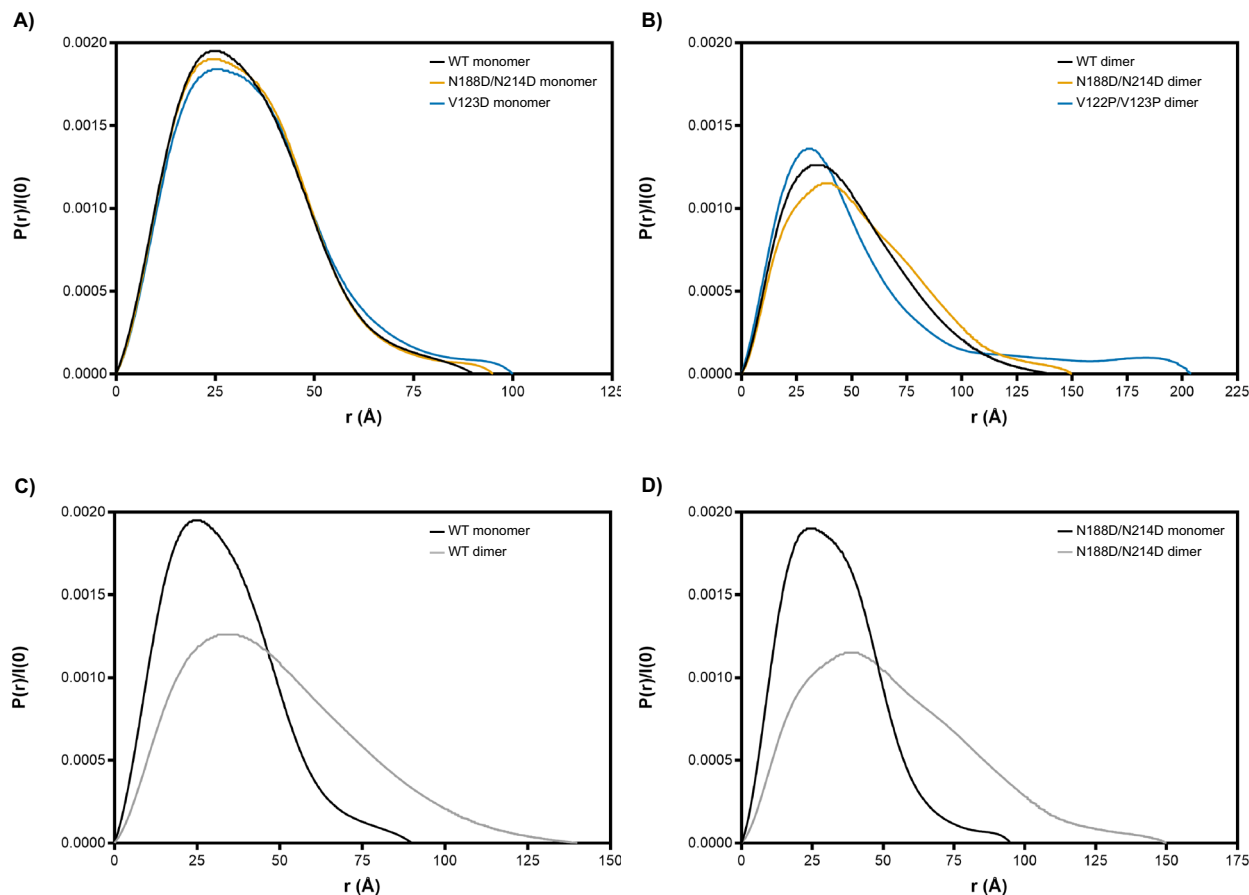 A)
0.0020
0.0015
0.0010
0.0005
0.0000
P(r)/I(0)
WT monomer
N188D/N214D monomer
V123D monomer
0 25 50 75 100 125
r (Å)
B)
0.0020
0.0015
0.0010
0.0005
0.0000
P(r)/I(0)
WT dimer
N188D/N214D dimer
V122P/V123P dimer
0 25 50 75 100 125 150 175 200 225
r (Å)
C)
0.0020
0.0015
0.0010
0.0005
0.0000
P(r)/I(0)
WT monomer
WT dimer
0 25 50 75 100 125 150
r (Å)
D)
0.0020
0.0015
0.0010
0.0005
0.0000
P(r)/I(0)
N188D/N214D monomer
N188D/N214D dimer
0 25 50 75 100 125 150 175
r (Å)